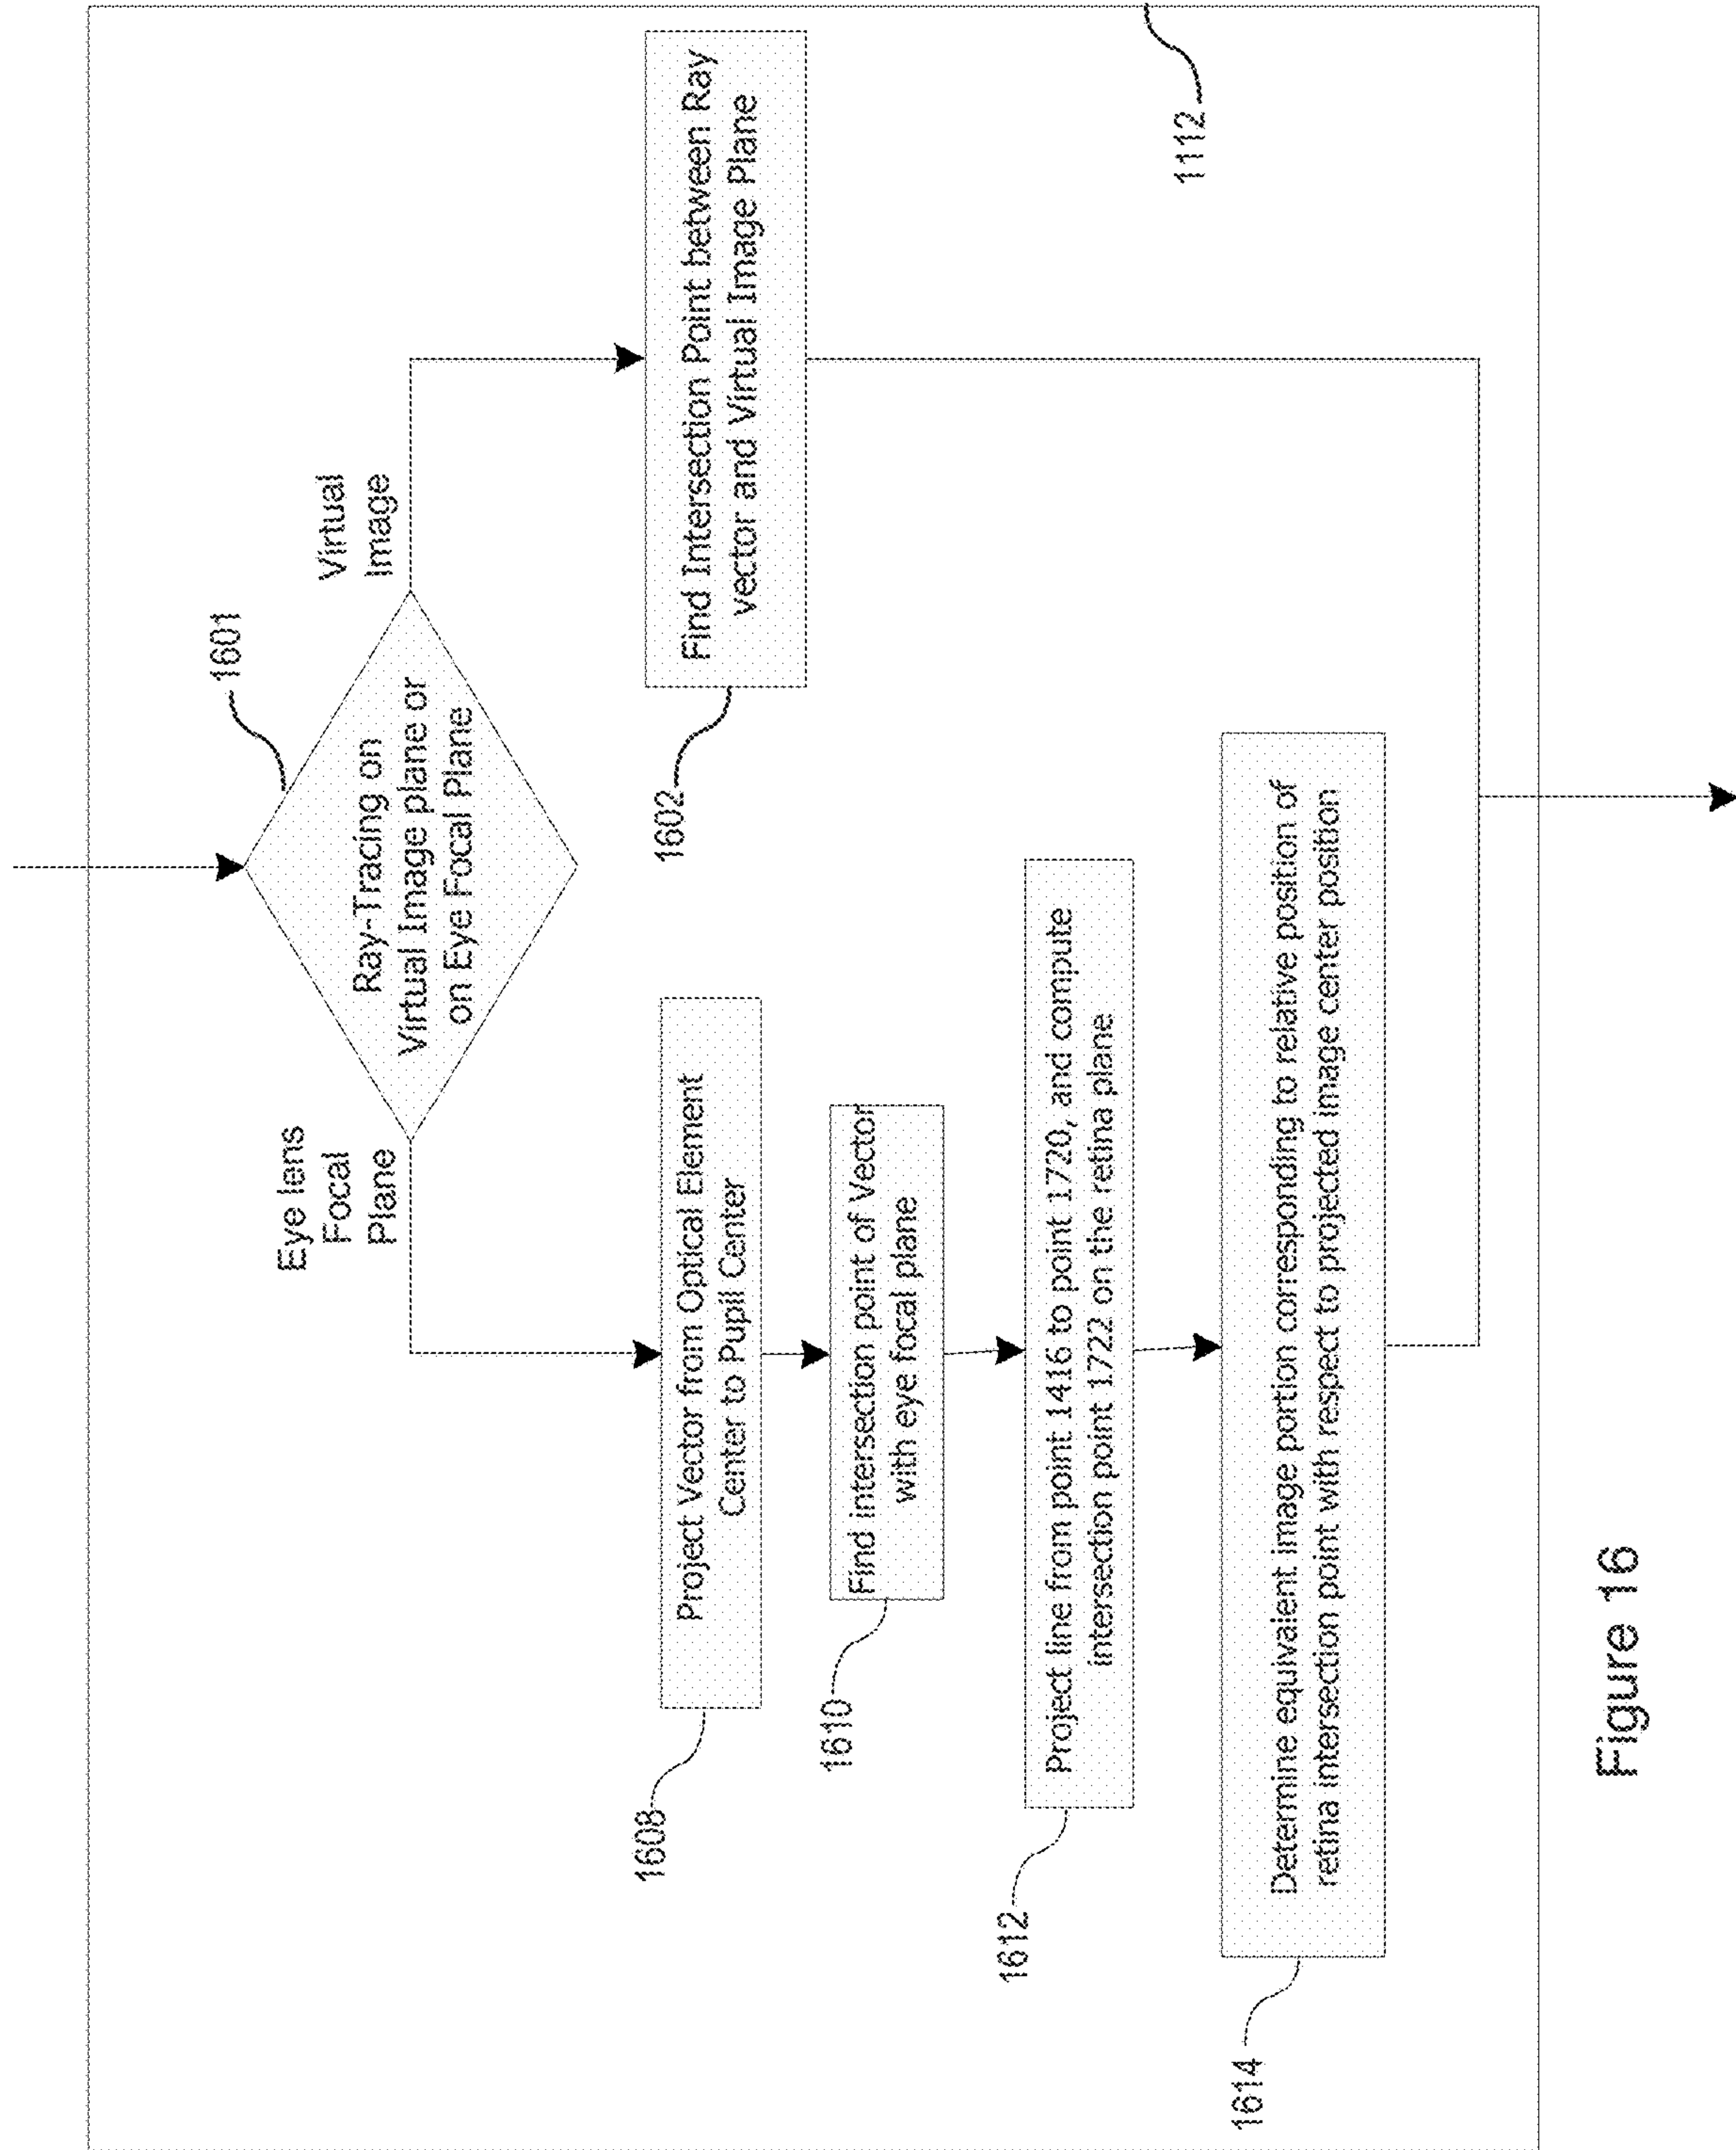 1601
Ray-Tracing on
Virtual Image plane or
on Eye Focal Plane
Eye lens
Focal
Plane
Virtual
Image
1608
Project Vector from Optical Element
Center to Pupil Center
1602
Find Intersection Point between Ray
vector and Virtual Image Plane
1610
Find intersection point of Vector
with eye focal plane
1612
Project line from point 1416 to point 1720, and compute
intersection point 1722 on the retina plane
1614
Determine equivalent image portion corresponding to relative position of
retina intersection point with respect to projected image center position
1112
Figure 16